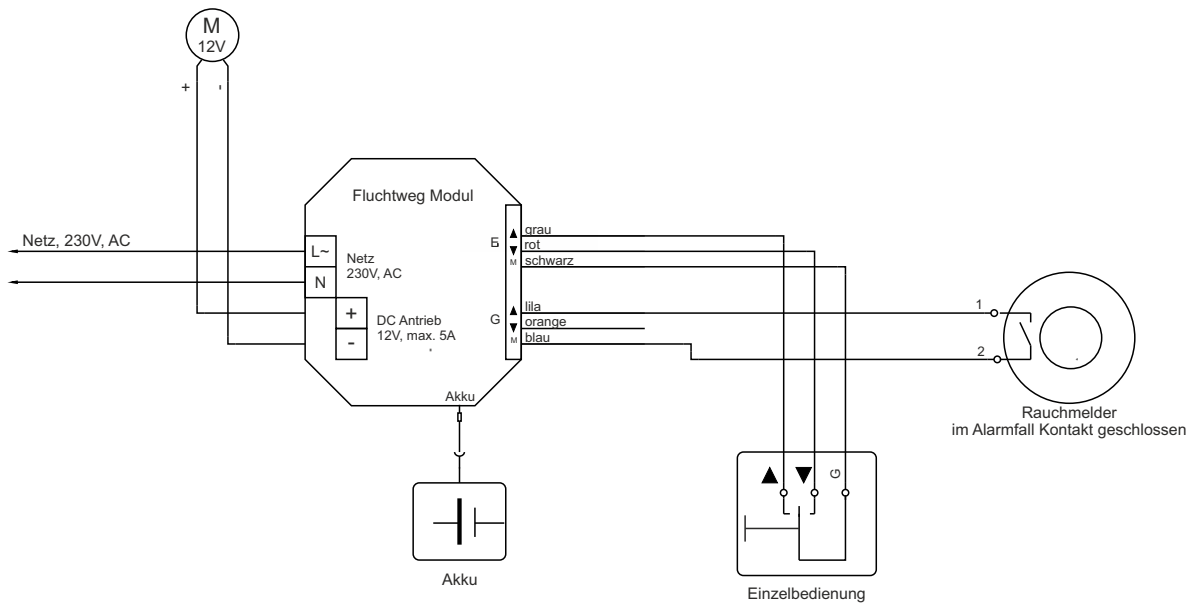 M
12V
+ -
Fluchtweg Modul
Netz, 230V, AC
L~
N
Netz
230V, AC
+
-
DC Antrieb
12V, max. 5A
M
grau
rot
schwarz
G
M
lila
orange
blau
Akku
Akku
1
2
Rauchmelder
im Alarmfall Kontakt geschlossen
G
Einzelbedienung